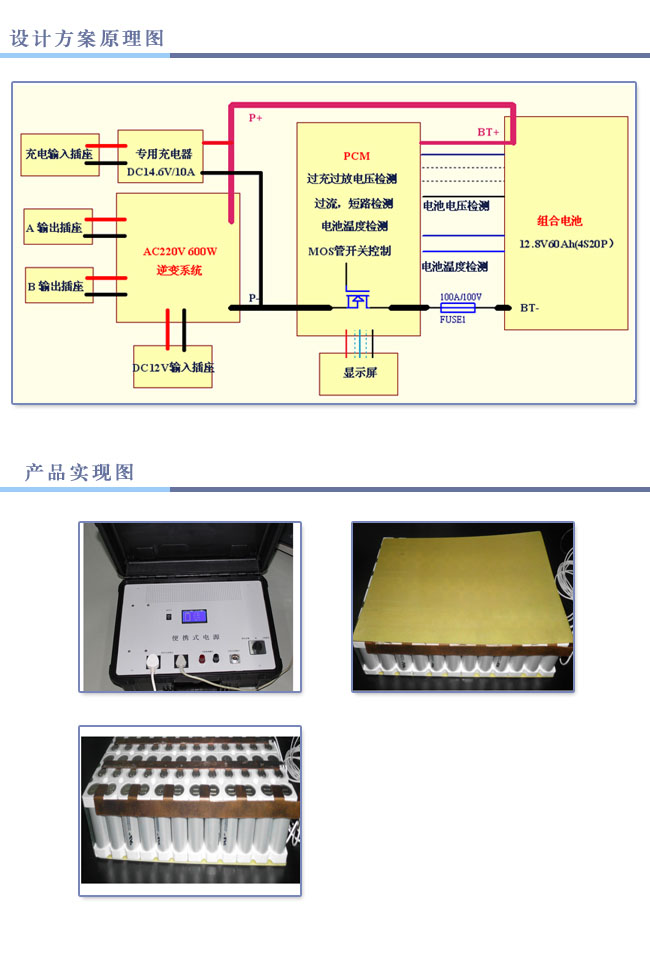 设计方案原理图
P+
BT+
充电输入插座
专用充电器
DC14.6V/10A
PCM
过充过放电压检测
过流，短路检测
电池温度检测
MOS管开关控制
电池电压检测
电池温度检测
组合电池
12.8V60Ah(4S20P）
A 输出插座
B 输出插座
AC220V 600W
逆变系统
P-
100A/100V
FUSE1
BT-
DC12V输入插座
显示屏
产品实现图
便携式电源